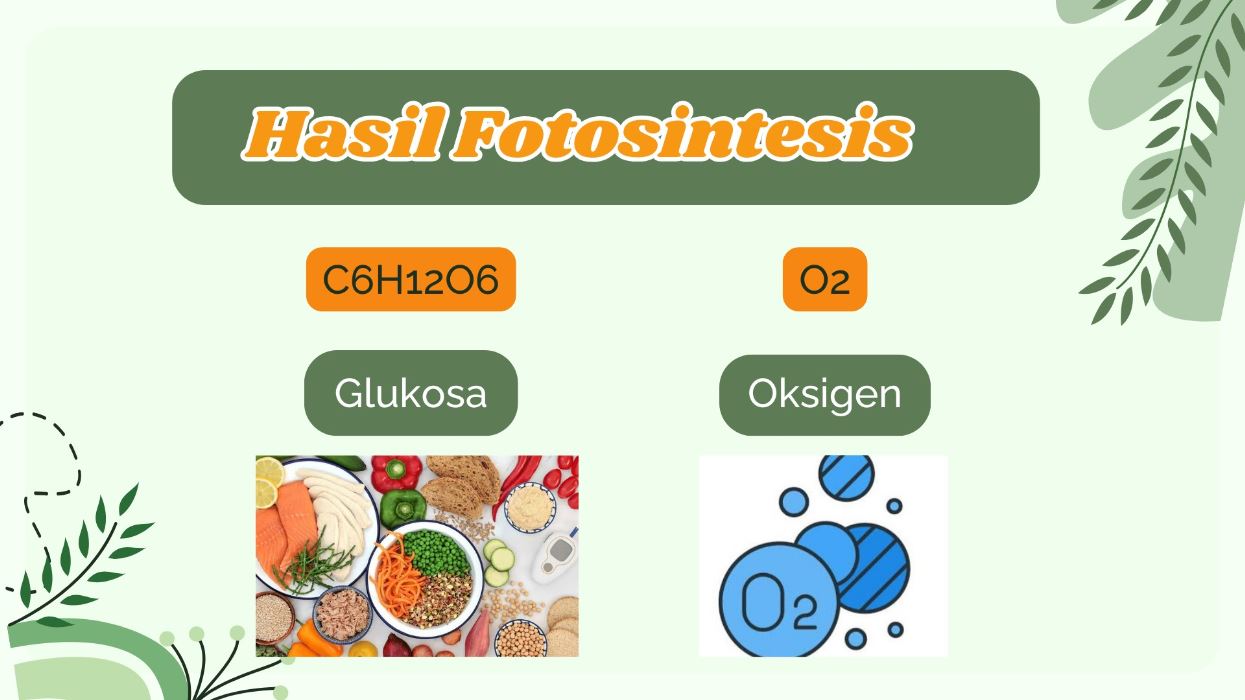 Hasil Fotosintesis
C6H12O6
O2
Glukosa
Oksigen
O2